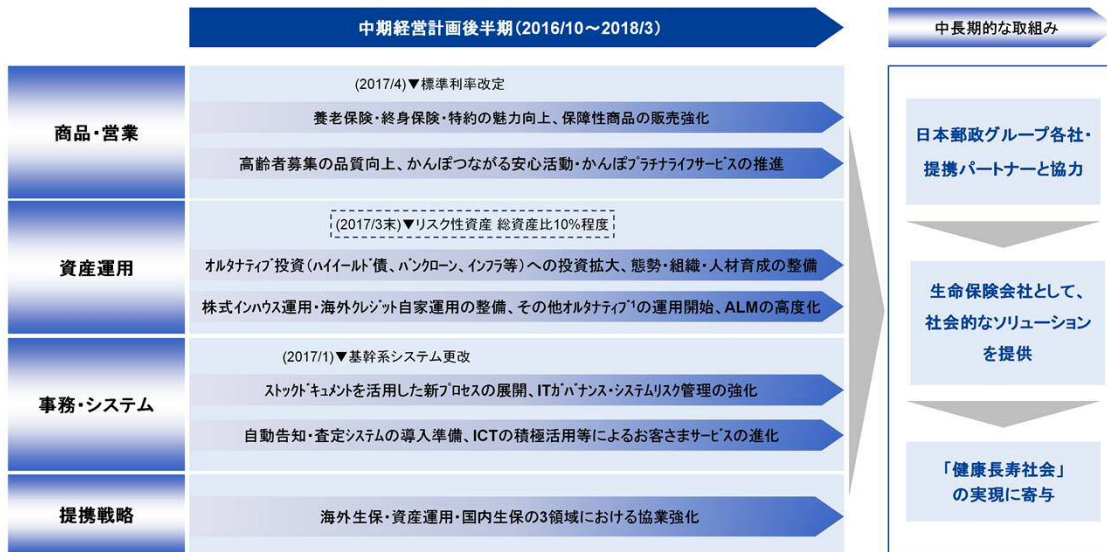 中期経営計画後半期(2016/10～2018/3)
中長期的な取組み
商品・営業
(2017/4)▼標準利率改定
養老保険・終身保険・特約の魅力向上、保障性商品の販売強化
高齢者募集の品質向上、かんぽつながる安心活動・かんぽプラチナライフサービスの推進
資産運用
(2017/3末)▼リスク性資産 総資産比10%程度
オルタナティブ投資(ハイイールド債、バンクローン、インフラ等)への投資拡大、態勢・組織・人材育成の整備
株式インハウス運用・海外クレジット自家運用の整備、その他オルタナティブ¹の運用開始、ALMの高度化
事務・システム
(2017/1)▼基幹系システム更改
ストックドキュメントを活用した新プロセスの展開、ITガバナンス・システムリスク管理の強化
自動告知・査定システムの導入準備、ICTの積極活用等によるお客さまサービスの進化
提携戦略
海外生保・資産運用・国内生保の3領域における協業強化
日本郵政グループ各社・
提携パートナーと協力
生命保険会社として、
社会的なソリューション
を提供
「健康長寿社会」
の実現に寄与